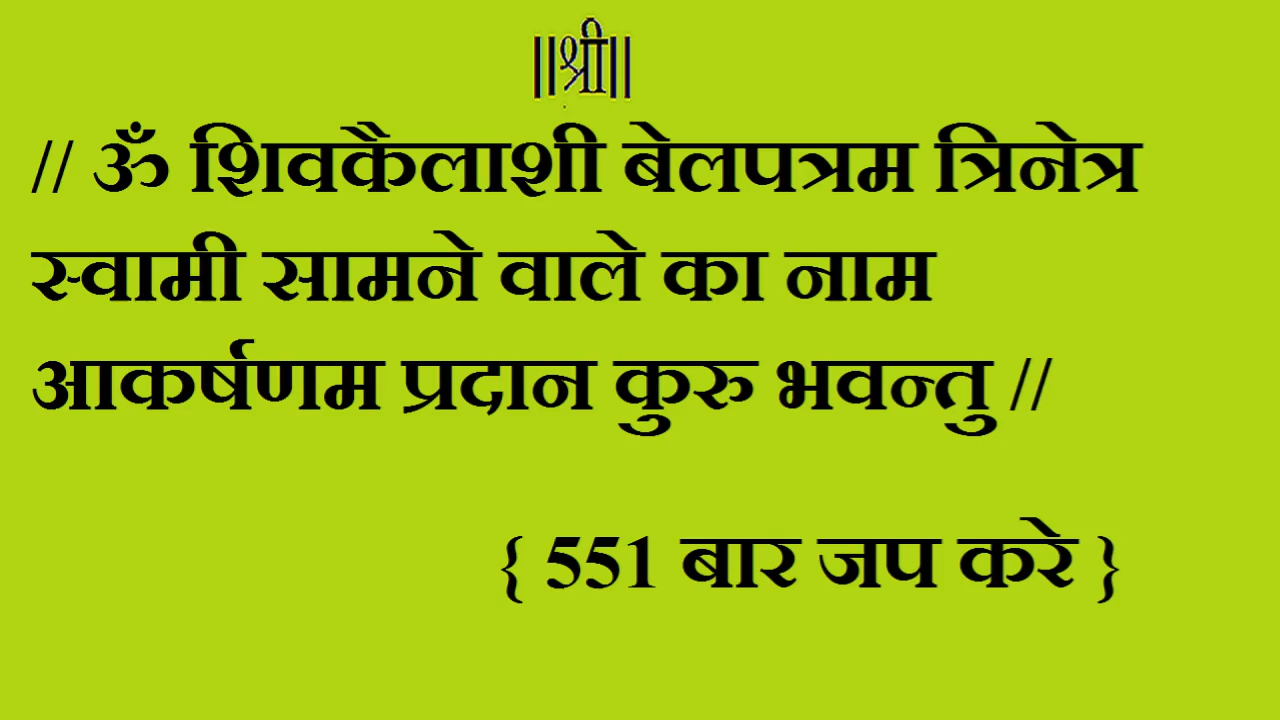 ||श्री||
// ॐ शिवकैलाशी बेलपत्रम त्रिनेत्र
स्वामी सामने वाले का नाम
आकर्षणम प्रदान कुरु भवन्तु //
{ 551 बार जप करे }